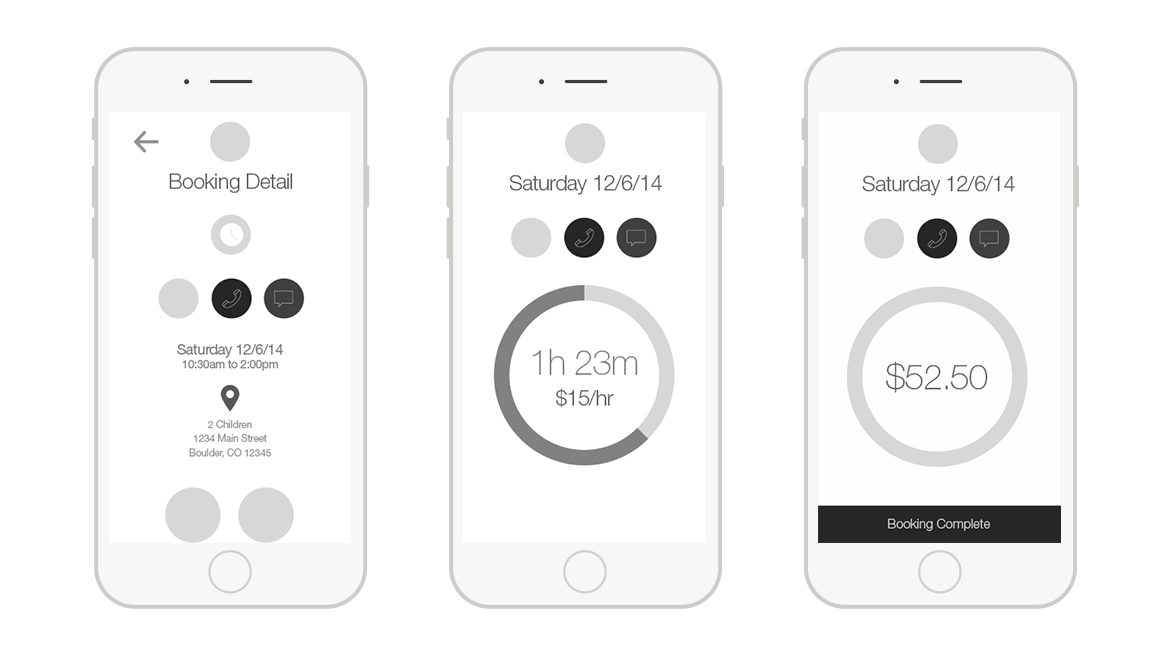 Booking Detail
Saturday 12/6/14
10:30am to 2:00pm
2 Children
1234 Main Street
Boulder, CO 12345
Saturday 12/6/14
1h 23m
$15/hr
Saturday 12/6/14
$52.50
Booking Complete